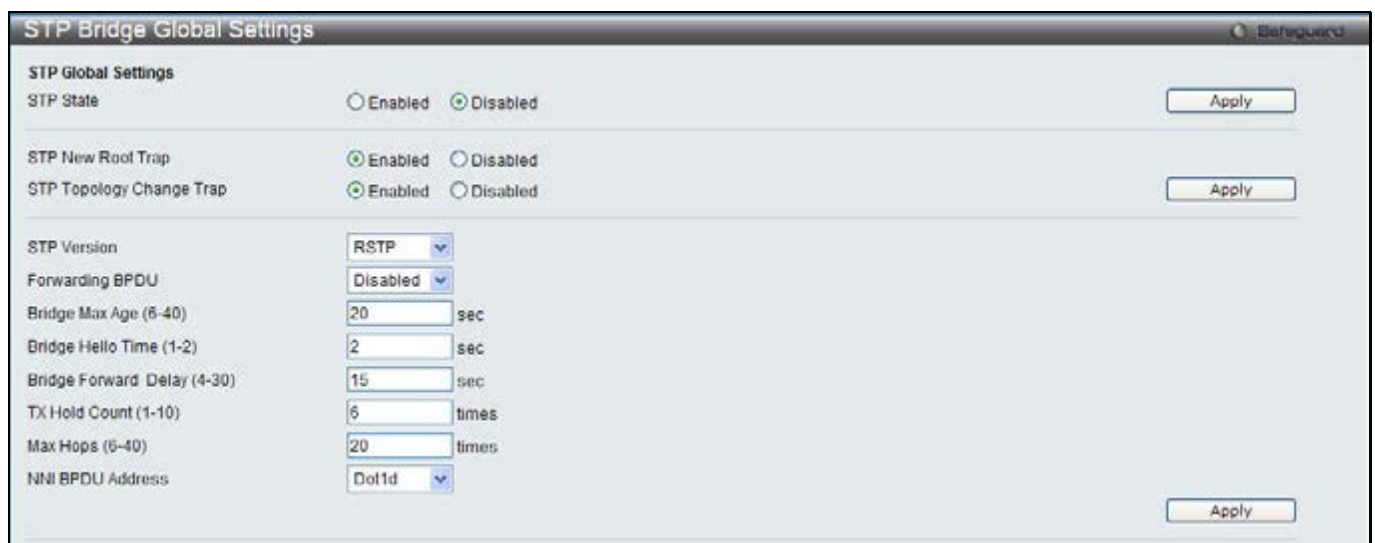 STP Bridge Global Settings Safeguard
STP Global Settings
STP State Enabled Disabled Apply
STP New Root Trap Enabled Disabled
STP Topology Change Trap Enabled Disabled Apply
STP Version RSTP
Forwarding BPDU Disabled
Bridge Max Age (6-40) 20 sec
Bridge Hello Time (1-2) 2 sec
Bridge Forward Delay (4-30) 15 sec
TX Hold Count (1-10) 6 times
Max Hops (6-40) 20 times
NNI BPDU Address Dot1d
Apply